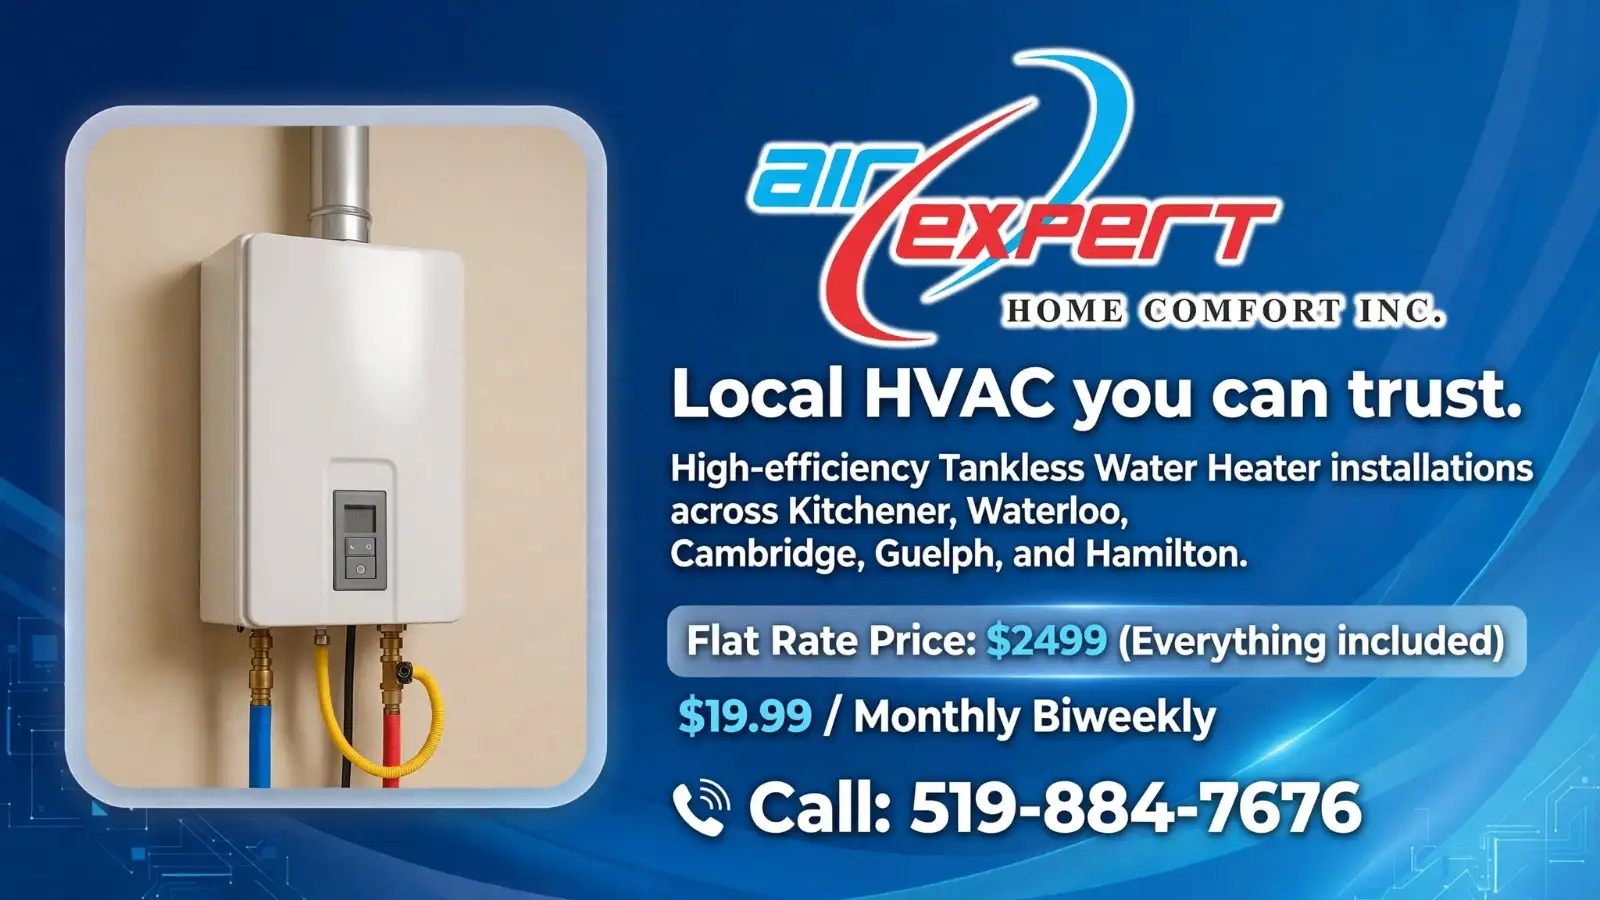 air expert
HOME COMFORT INC.
Local HVAC you can trust.
High-efficiency Tankless Water Heater installations
across Kitchener, Waterloo,
Cambridge, Guelph, and Hamilton.
Flat Rate Price: $2499 (Everything included)
$19.99 / Monthly Biweekly
Call: 519-884-7676